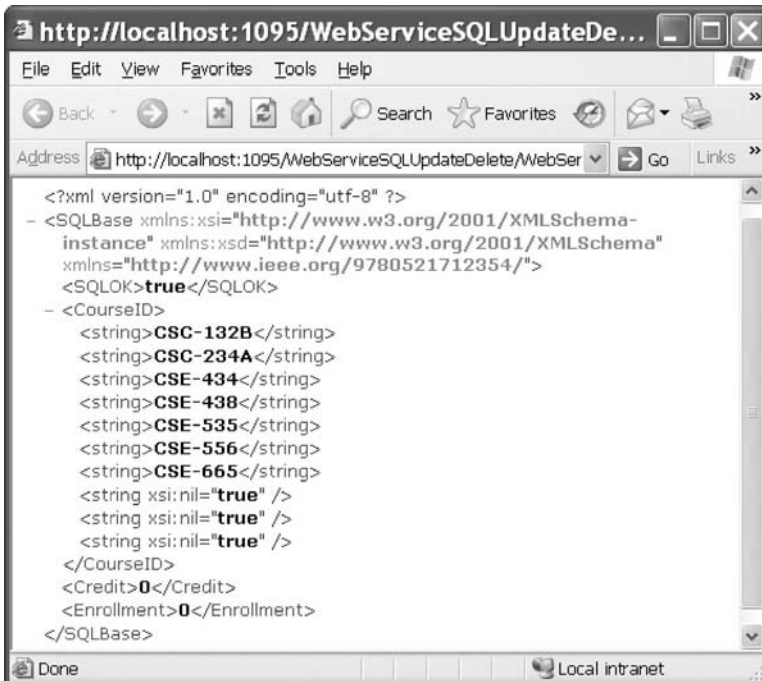 http://localhost:1095/WebServiceSQLUpdateDe...
File Edit View Favorites Tools Help
Back Search Favorites »
Address http://localhost:1095/WebServiceSQLUpdateDelete/WebSer Go Links »
<?xml version="1.0" encoding="utf-8" ?>
- <SQLBase xmlns:xsi="http://www.w3.org/2001/XMLSchema-
instance" xmlns:xsd="http://www.w3.org/2001/XMLSchema"
xmlns="http://www.ieee.org/9780521712354/">
<SQLOK>true</SQLOK>
- <CourseID>
<string>CSC-132B</string>
<string>CSC-234A</string>
<string>CSE-434</string>
<string>CSE-438</string>
<string>CSE-535</string>
<string>CSE-556</string>
<string>CSE-665</string>
<string xsi:nil="true" />
<string xsi:nil="true" />
<string xsi:nil="true" />
</CourseID>
<Credit>0</Credit>
<Enrollment>0</Enrollment>
</SQLBase>
Done Local intranet